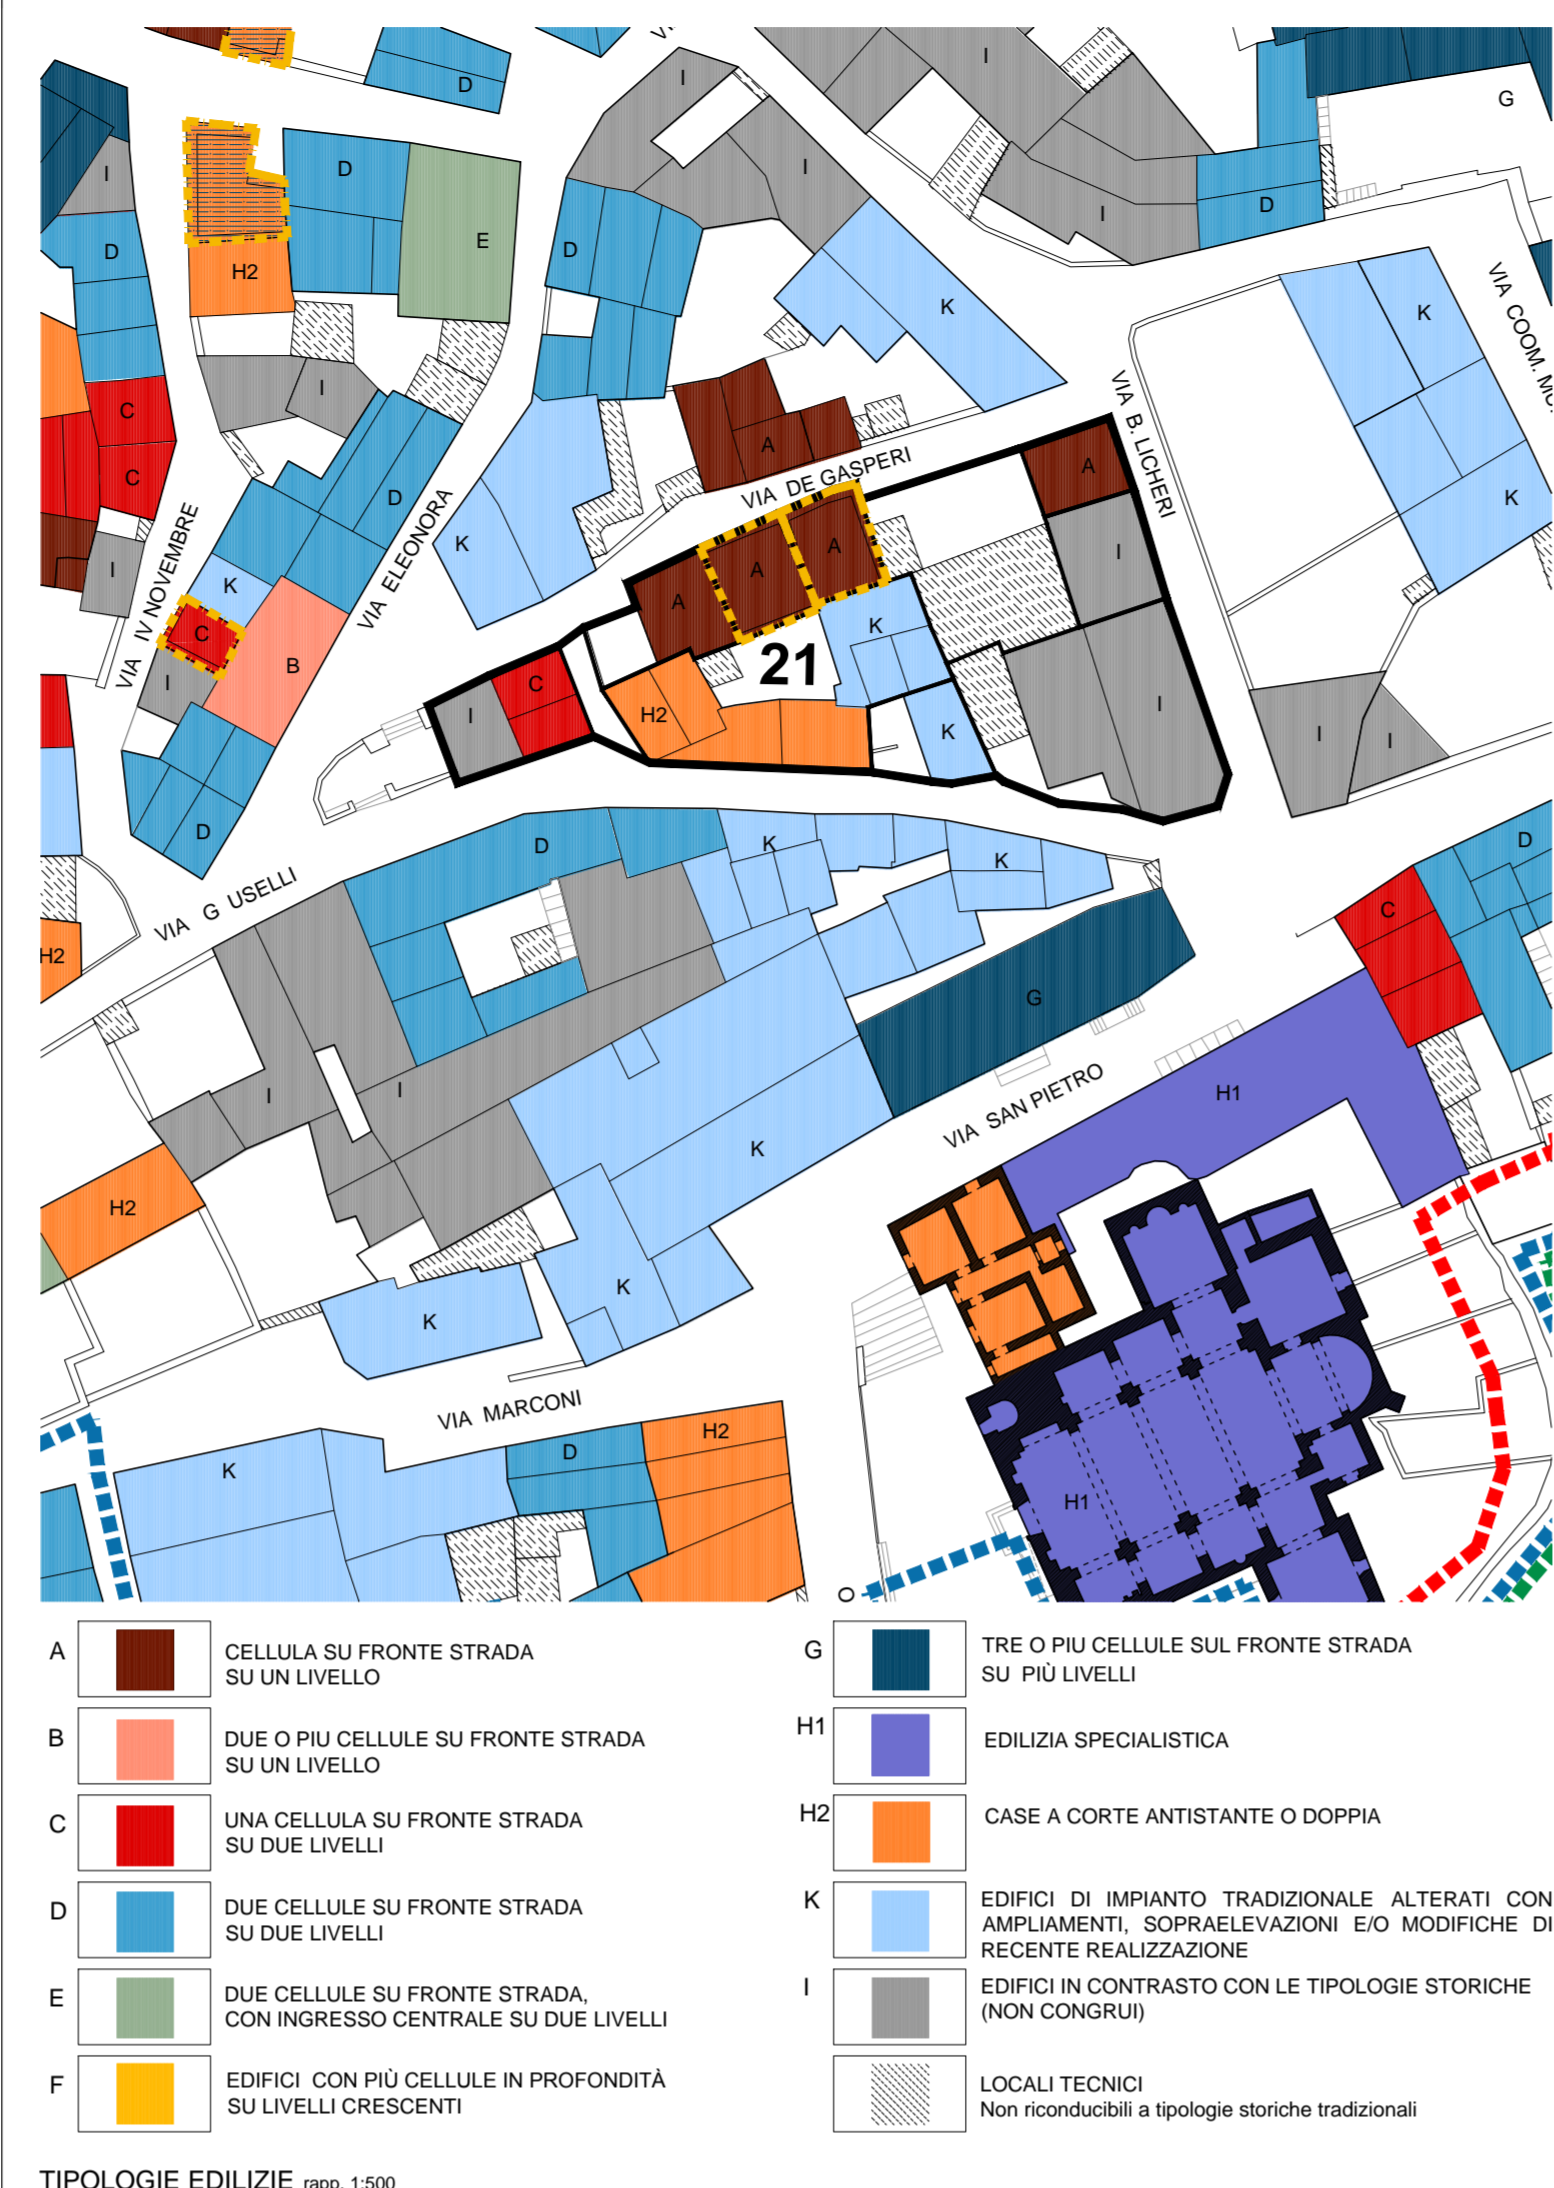 I
D
I
G
I
D
I
E
H2
D
I
I
D
D
D
K
K
VIA COOM.
I
C
C
A
VIA DE GASPERI
VIA B. LICHERI
A
D
K
K
VIA IV NOVEMBRE
VIA ELEONORA
I
K
A
A
A
I
C
B
K
21
I
C
I
H2
K
I
I
I
D
D
K
K
D
VIA G USELLI
C
H2
G
VIA SAN PIETRO
H1
I
I
K
H2
K
K
VIA MARCONI
K
D
H2
H1
O
A
CELLULA SU FRONTE STRADA
SU UN LIVELLO
B
DUE O PIU CELLULE SU FRONTE STRADA
SU UN LIVELLO
C
UNA CELLULA SU FRONTE STRADA
SU DUE LIVELLI
D
DUE CELLULE SU FRONTE STRADA
SU DUE LIVELLI
E
DUE CELLULE SU FRONTE STRADA,
CON INGRESSO CENTRALE SU DUE LIVELLI
F
EDIFICI CON PIÙ CELLULE IN PROFONDITÀ
SU LIVELLI CRESCENTI
G
TRE O PIU CELLULE SUL FRONTE STRADA
SU PIÙ LIVELLI
H1
EDILIZIA SPECIALISTICA
H2
CASE A CORTE ANTISTANTE O DOPPIA
K
EDIFICI DI IMPIANTO TRADIZIONALE ALTERATI CON
AMPLIAMENTI, SOPRAELEVAZIONI E/O MODIFICHE DI
RECENTE REALIZZAZIONE
I
EDIFICI IN CONTRASTO CON LE TIPOLOGIE STORICHE
(NON CONGRUI)
LOCALI TECNICI
Non riconducibili a tipologie storiche tradizionali
TIPOLOGIE EDILIZIE rapp. 1:500